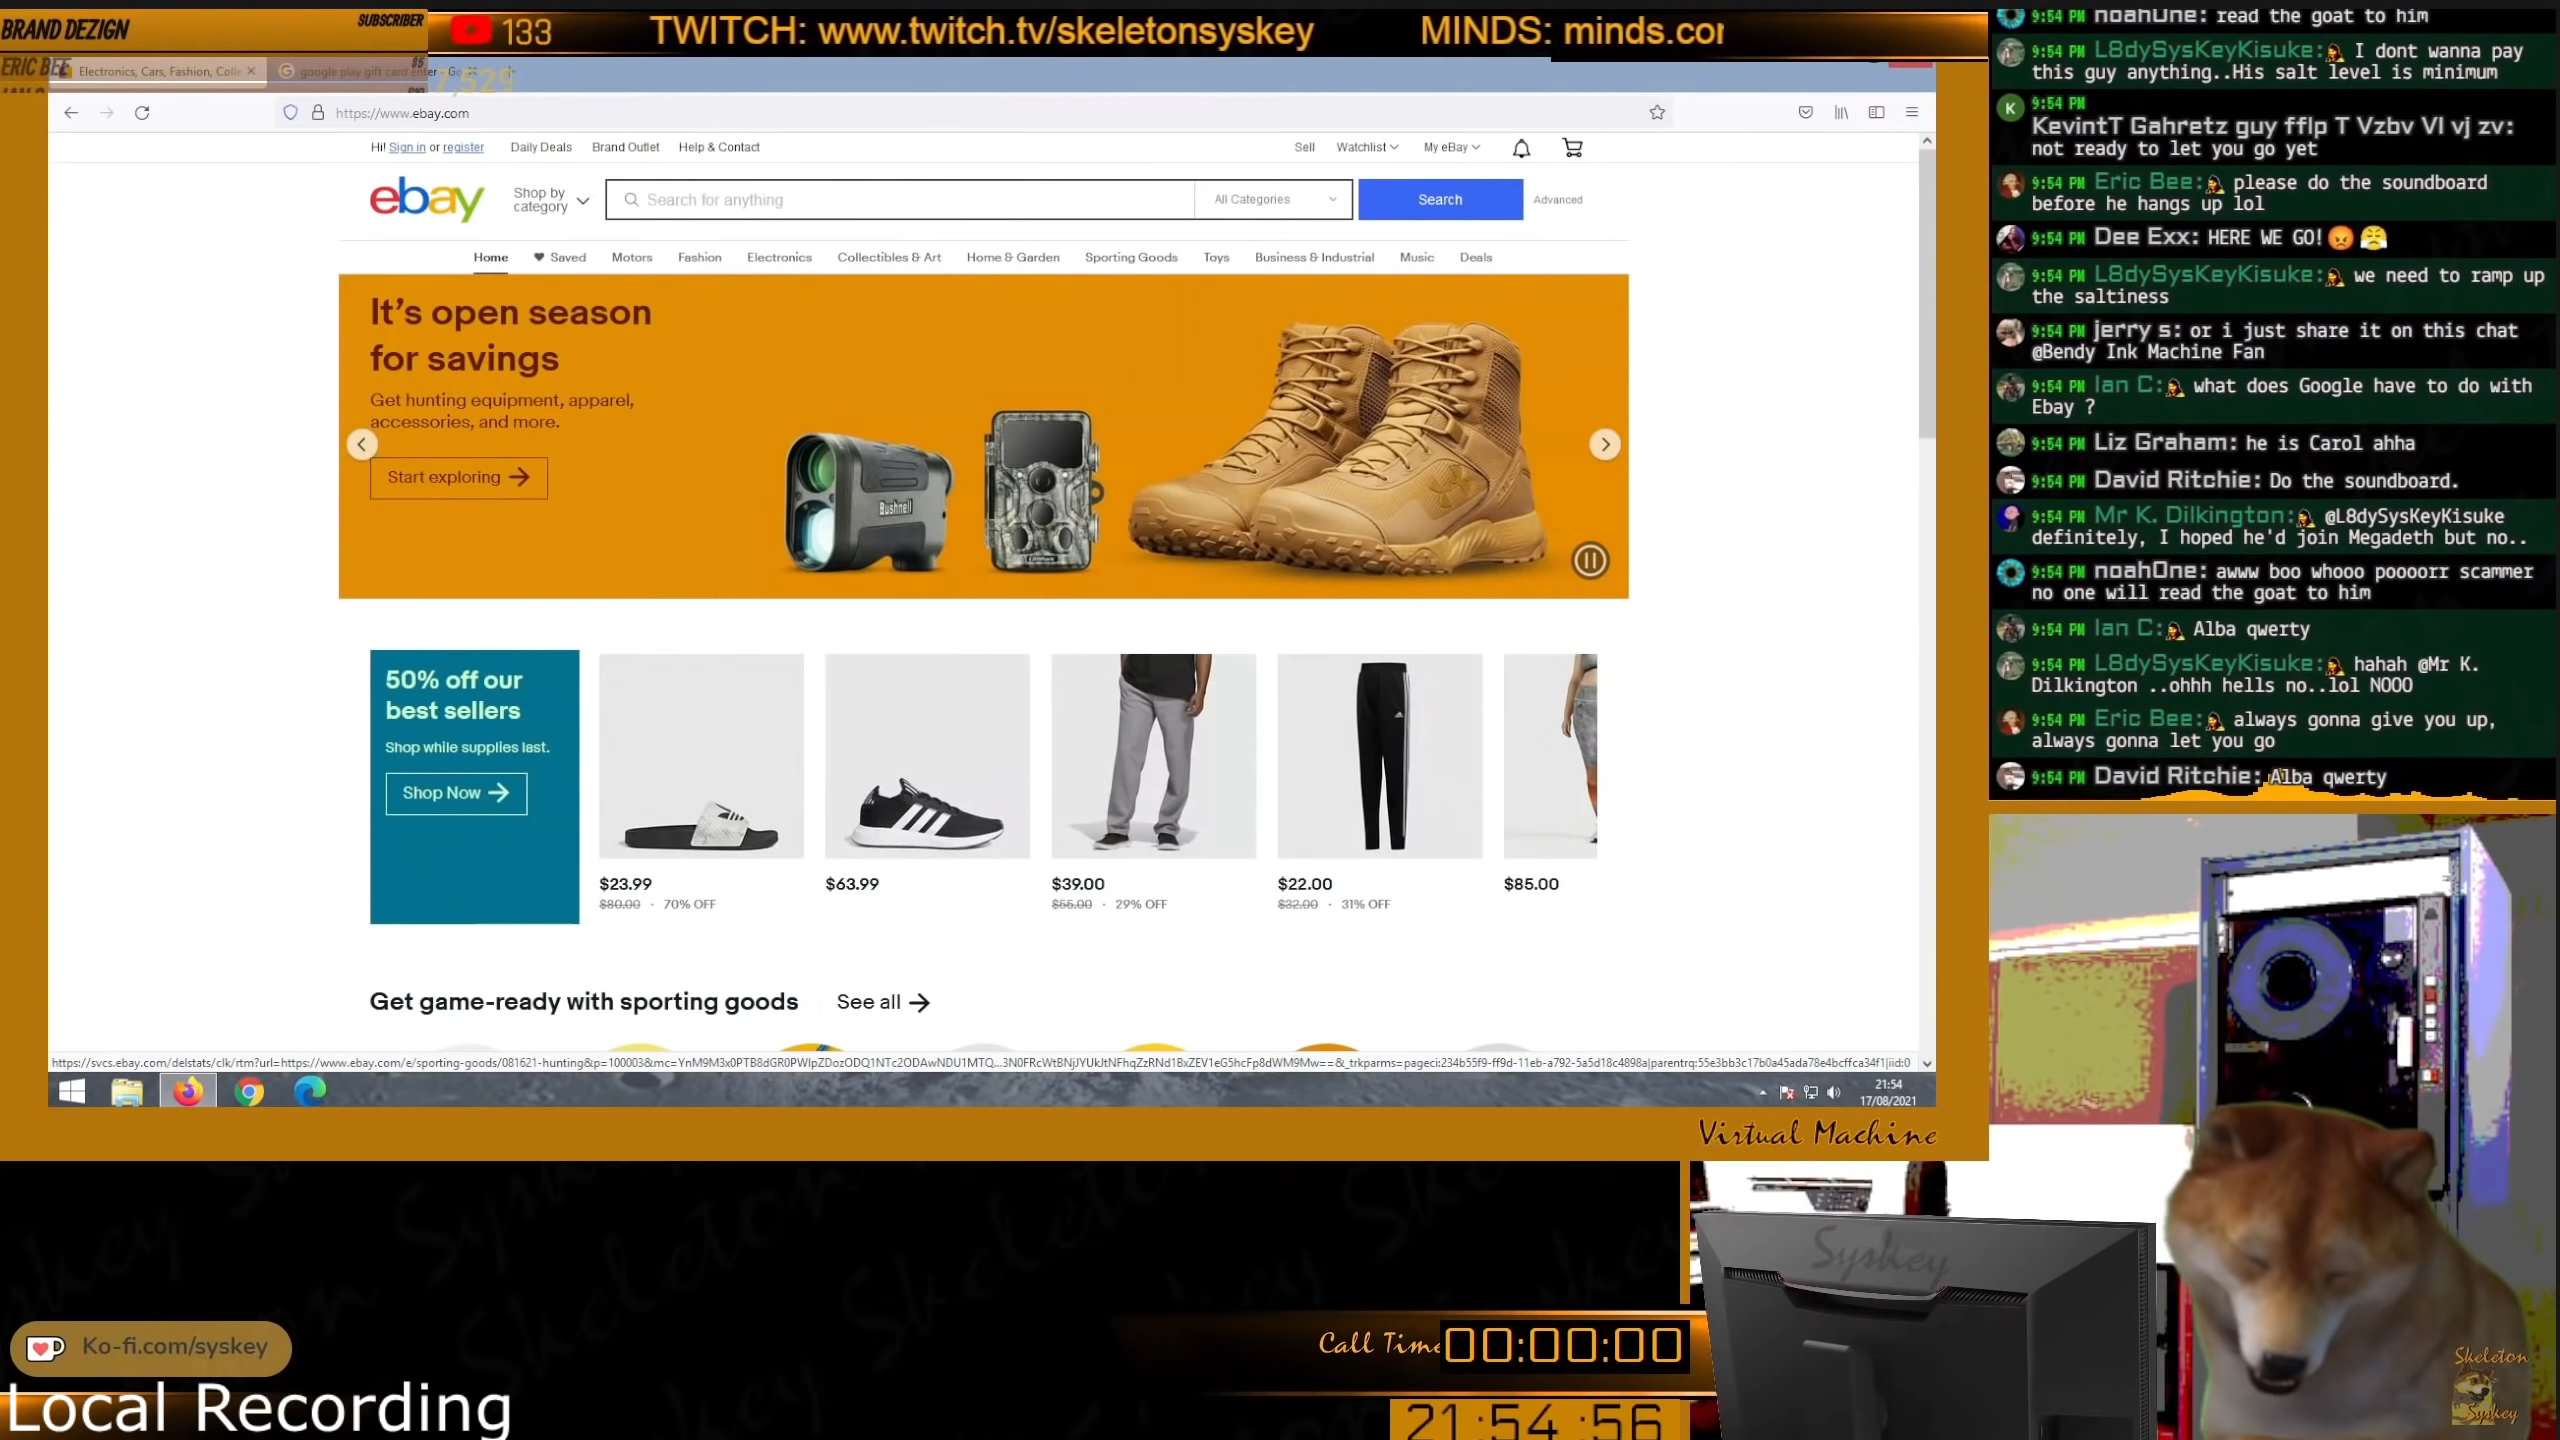 BRAND DEZIGN
SUBSCRIBER
133
TWITCH: www.twitch.tv/skeletonsyskey
MINDS: minds.cor
ERIC BEE
$5
Electronics, Cars, Fashion, Colle
google play gift card enter - Go
7,529
https://www.ebay.com
Hi! Sign in or register
Daily Deals
Brand Outlet
Help & Contact
Sell
Watchlist
My eBay
ebay
Shop by category
Search for anything
All Categories
Search
Advanced
Home
Saved
Motors
Fashion
Electronics
Collectibles & Art
Home & Garden
Sporting Goods
Toys
Business & Industrial
Music
Deals
It's open season
for savings
Get hunting equipment, apparel,
accessories, and more.
Start exploring
Bushnell
50% off our
best sellers
Shop while supplies last.
Shop Now
$23.99
$80.00 · 70% OFF
$63.99
$39.00
$55.00 · 29% OFF
$22.00
$32.00 · 31% OFF
$85.00
Get game-ready with sporting goods
See all
21:54
17/08/2021
Virtual Machine
9:54 PM noahOne: read the goat to him
9:54 PM L8dySysKeyKisuke: I dont wanna pay
this guy anything..His salt level is minimum
K
9:54 PM
KevintT Gahretz guy fflp T Vzbv Vl vj zv:
not ready to let you go yet
9:54 PM Eric Bee: please do the soundboard
before he hangs up lol
9:54 PM Dee Exx: HERE WE GO!
9:54 PM L8dySysKeyKisuke: we need to ramp up
the saltiness
9:54 PM jerry s: or i just share it on this chat
@Bendy Ink Machine Fan
9:54 PM Ian C: what does Google have to do with
Ebay ?
9:54 PM Liz Graham: he is Carol ahha
9:54 PM David Ritchie: Do the soundboard.
9:54 PM Mr K. Dilkington: @L8dySysKeyKisuke
definitely, I hoped he'd join Megadeth but no..
9:54 PM noahOne: awww boo whooo poooorr scammer
no one will read the goat to him
9:54 PM Ian C: Alba qwerty
9:54 PM L8dySysKeyKisuke: hahah @Mr K.
Dilkington ..ohhh hells no..lol NOOO
9:54 PM Eric Bee: always gonna give you up,
always gonna let you go
9:54 PM David Ritchie: Alba qwerty
Syskey
Ko-fi.com/syskey
Call Time
00:00:00
Local Recording
21:54:56
Skeleton
Syskey